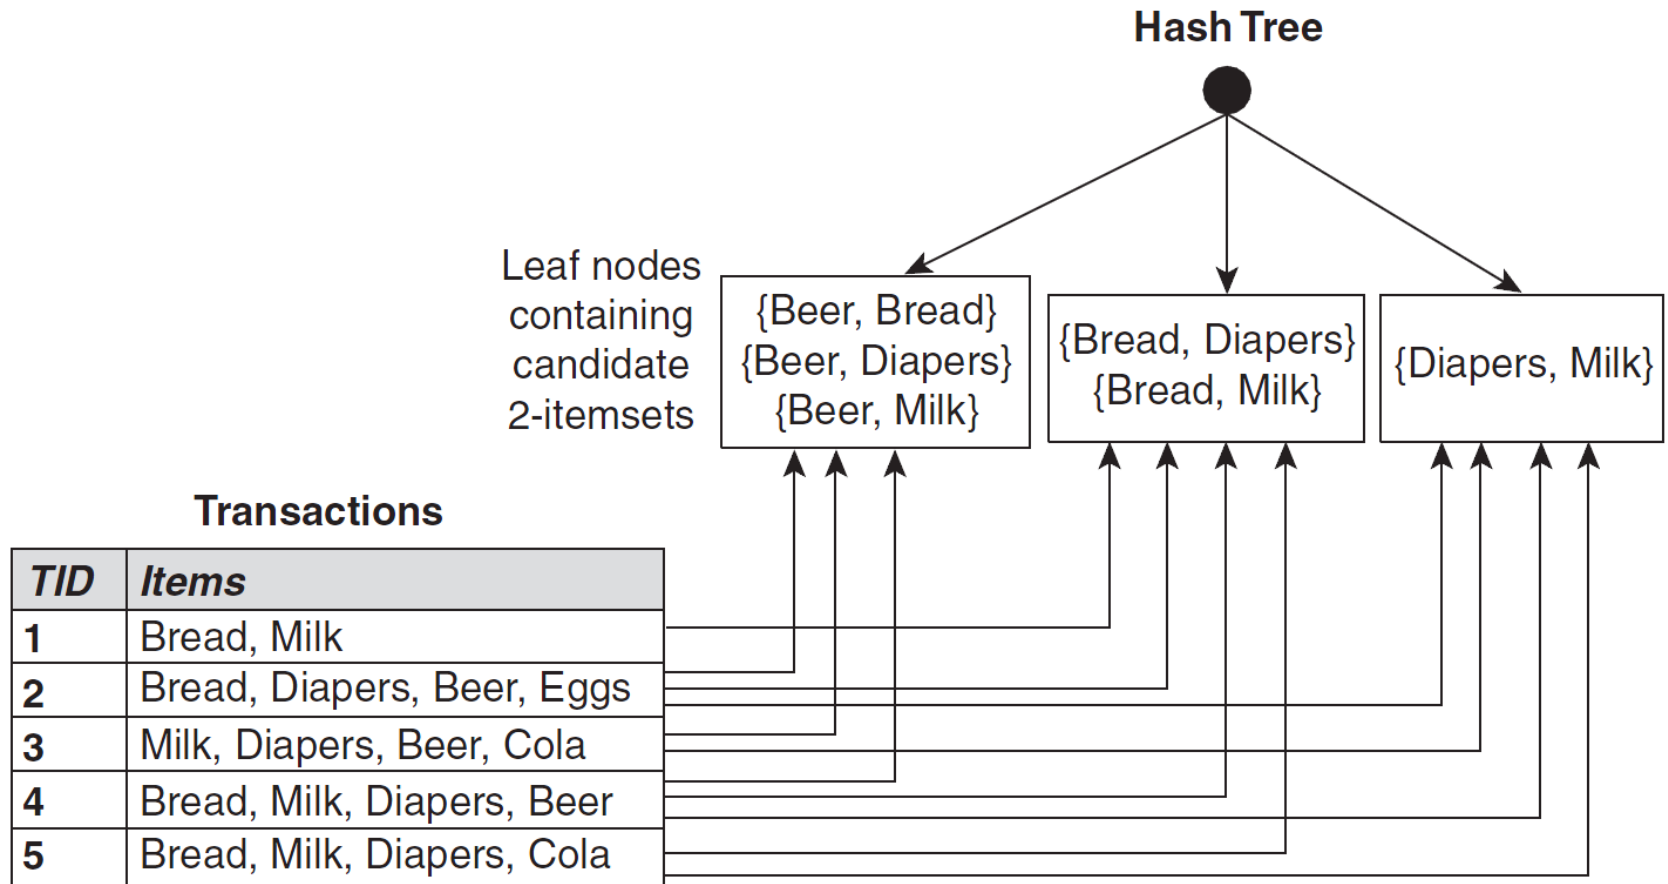 Hash Tree
Leaf nodes
containing
candidate
2-itemsets
{Beer, Bread}
{Beer, Diapers}
{Beer, Milk}
{Bread, Diapers}
{Bread, Milk}
{Diapers, Milk}
Transactions
TID Items
1 Bread, Milk
2 Bread, Diapers, Beer, Eggs
3 Milk, Diapers, Beer, Cola
4 Bread, Milk, Diapers, Beer
5 Bread, Milk, Diapers, Cola